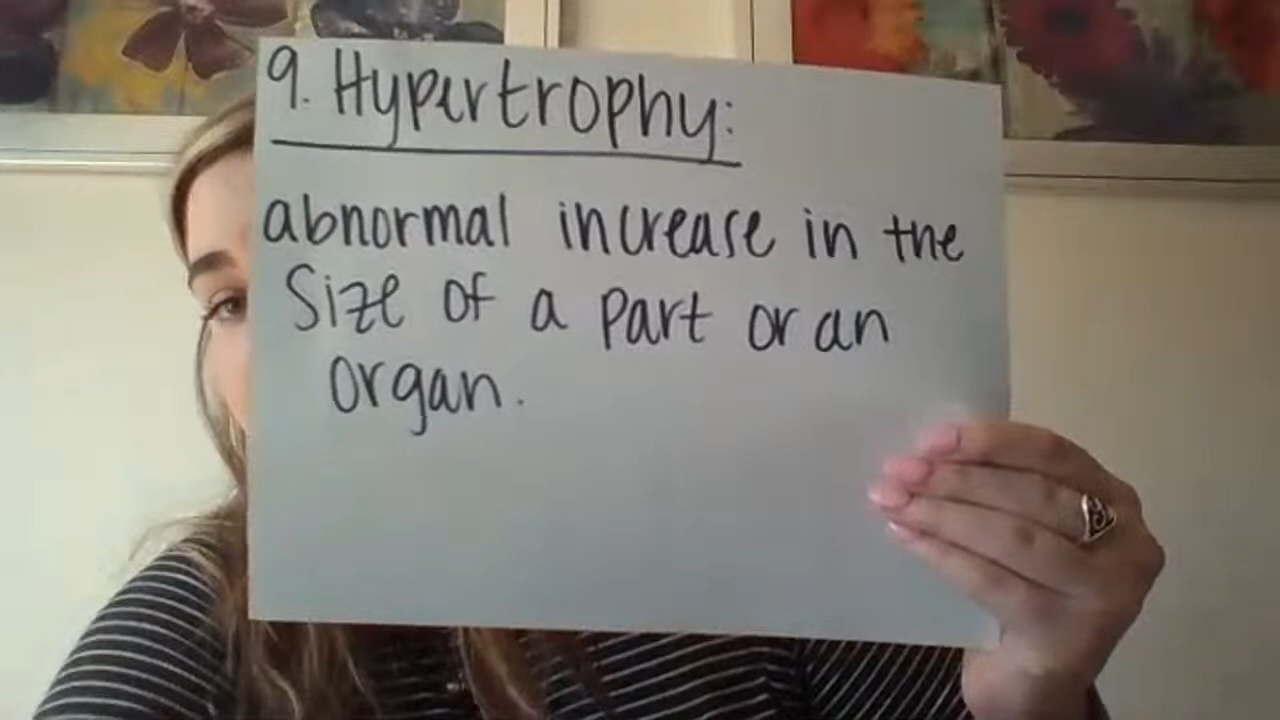 9. Hypertrophy:
abnormal increase in the
Size of a part or an
organ.